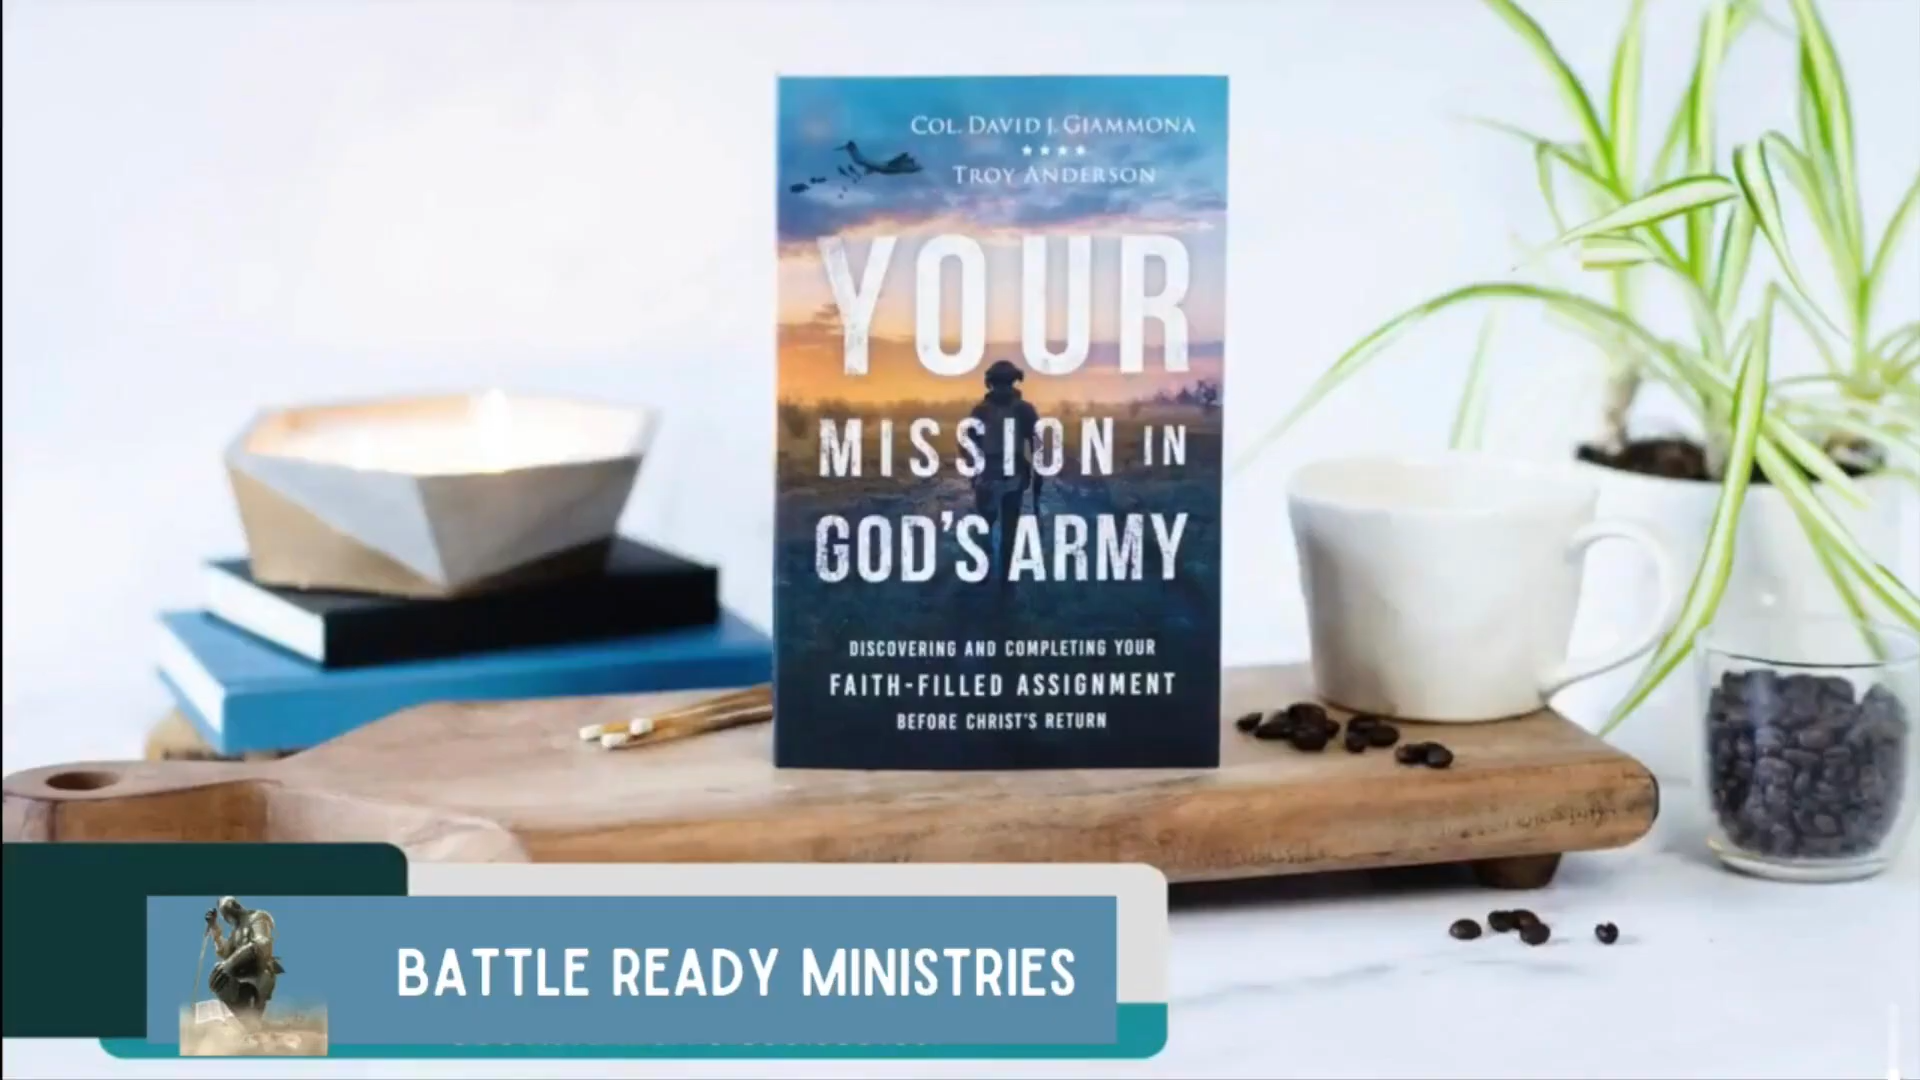 COL. DAVID J. GIAMMONA
TROY ANDERSON
YOUR
MISSION IN
GOD'S ARMY
DISCOVERING AND COMPLETING YOUR
FAITH-FILLED ASSIGNMENT
BEFORE CHRIST'S RETURN
BATTLE READY MINISTRIES